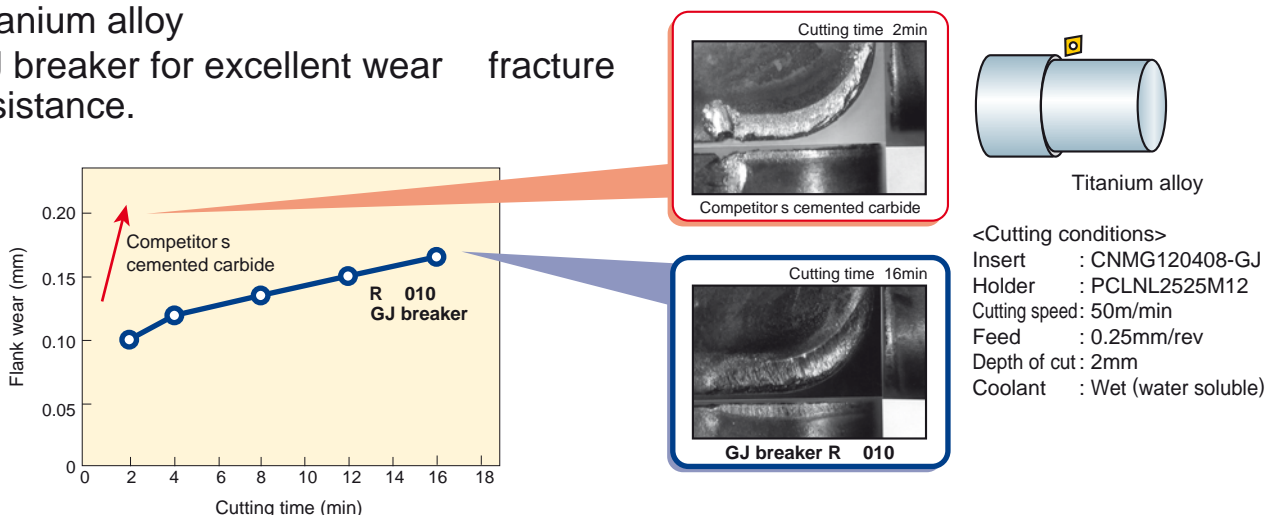 tanium alloy
breaker for excellent wear fracture
sistance.
Flank wear (mm)
0.20
0.15
0.10
0.05
0
Competitor s
cemented carbide
R 010
GJ breaker
0 2 4 6 8 10 12 14 16 18
Cutting time (min)
Cutting time 2min
Competitor s cemented carbide
Cutting time 16min
GJ breaker R 010
Titanium alloy
<Cutting conditions>
Insert : CNMG120408-GJ
Holder : PCLNL2525M12
Cutting speed : 50m/min
Feed : 0.25mm/rev
Depth of cut : 2mm
Coolant : Wet (water soluble)